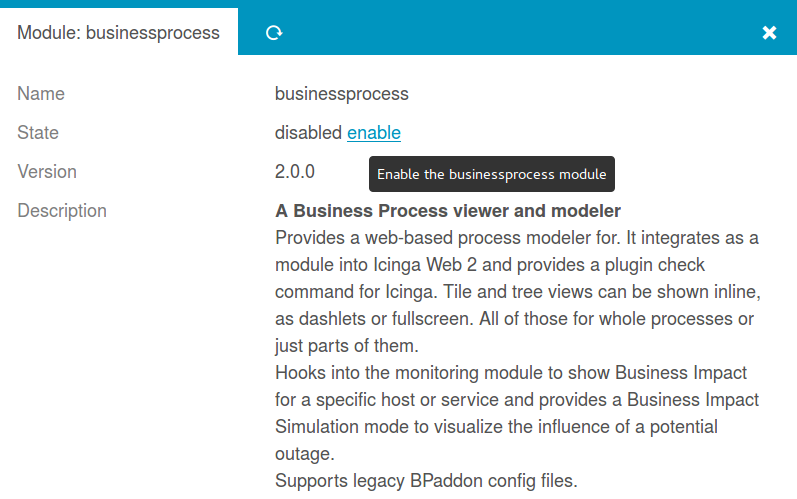 Module: businessprocess
Name businessprocess
State disabled enable
Version 2.0.0
Enable the businessprocess module
Description A Business Process viewer and modeler
Provides a web-based process modeler for. It integrates as a
module into Icinga Web 2 and provides a plugin check
command for Icinga. Tile and tree views can be shown inline,
as dashlets or fullscreen. All of those for whole processes or
just parts of them.
Hooks into the monitoring module to show Business Impact
for a specific host or service and provides a Business Impact
Simulation mode to visualize the influence of a potential
outage.
Supports legacy BPaddon config files.